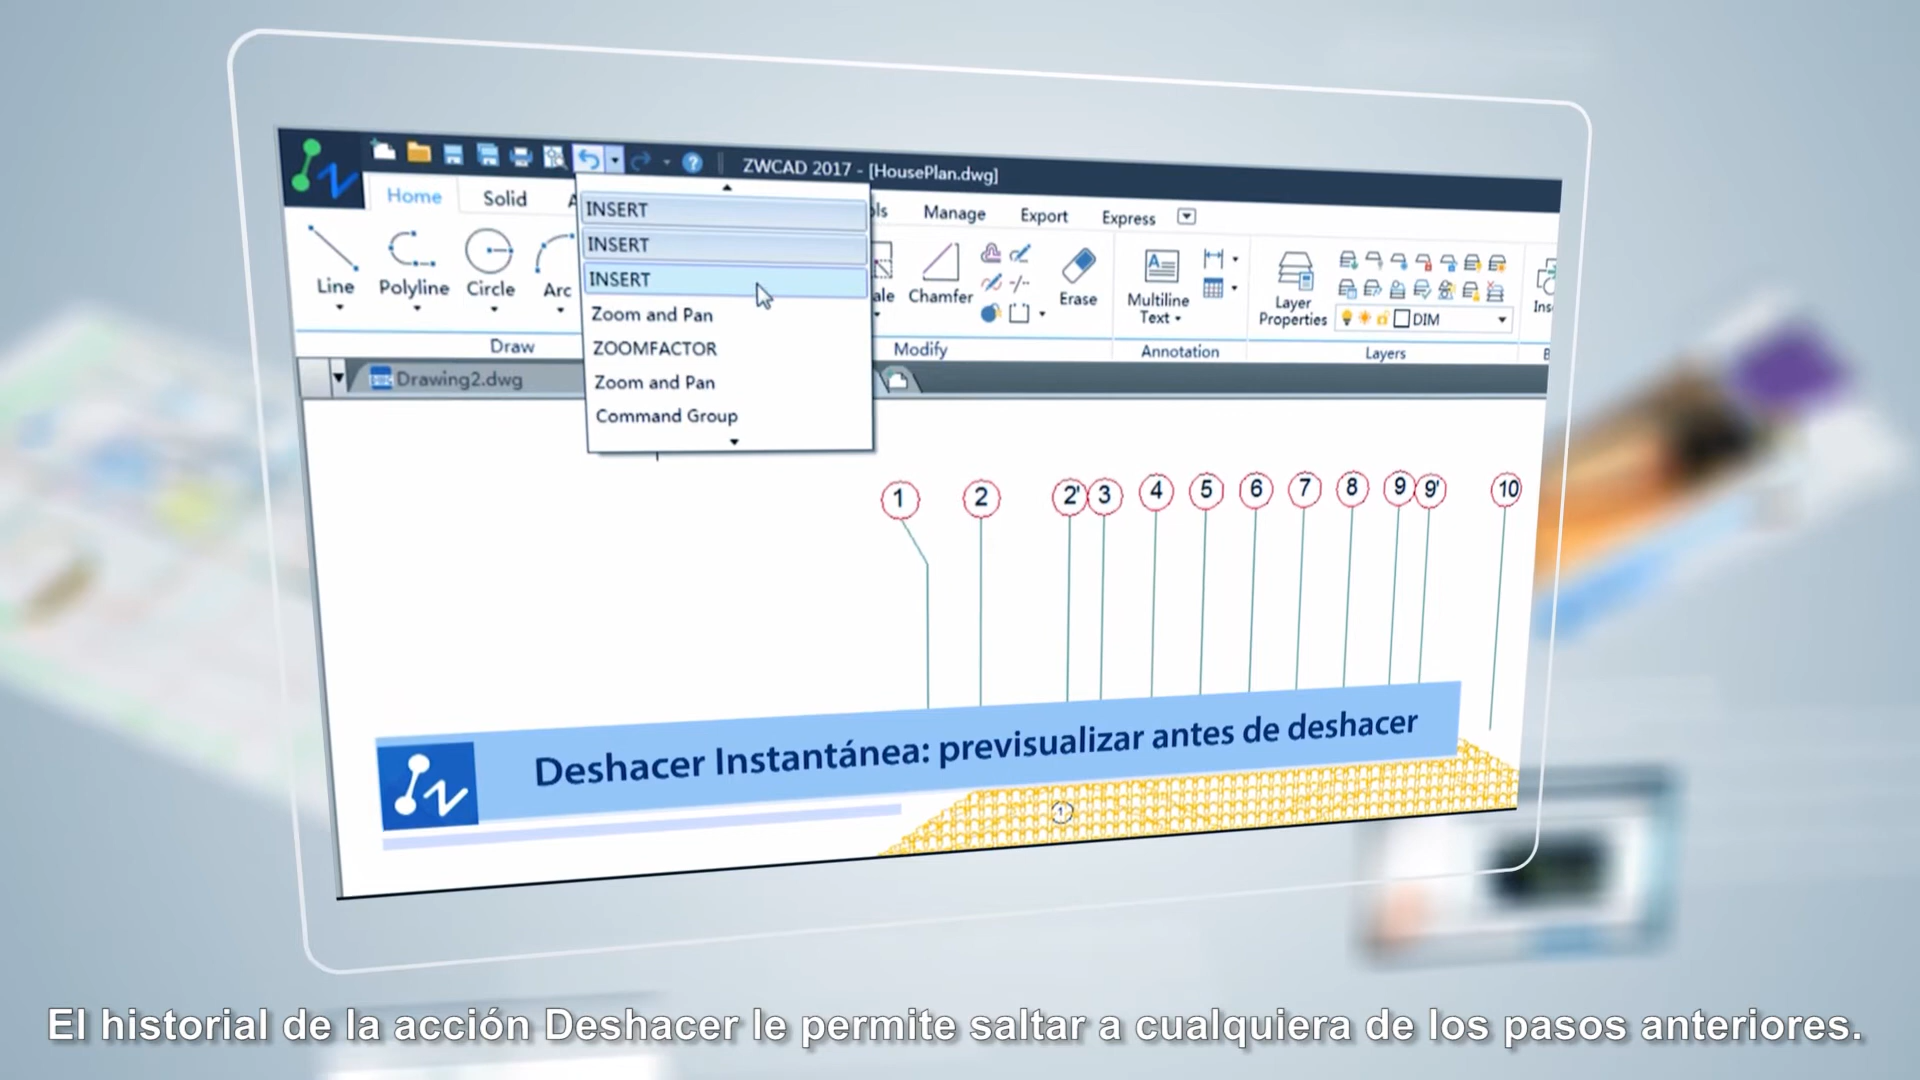 ZWCAD 2017 - [HousePlan.dwg]
Home
Solid
Manage
Export
Express
INSERT
INSERT
INSERT
Zoom and Pan
ZOOMFACTOR
Zoom and Pan
Command Group
Line
Polyline
Circle
Arc
Chamfer
Erase
Multiline
Text
Layer
Properties
DIM
Draw
Modify
Annotation
Layers
Drawing2.dwg
1 2 2' 3 4 5 6 7 8 9 9' 10
Deshacer Instantánea: previsualizar antes de deshacer
1
El historial de la acción Deshacer le permite saltar a cualquiera de los pasos anteriores.